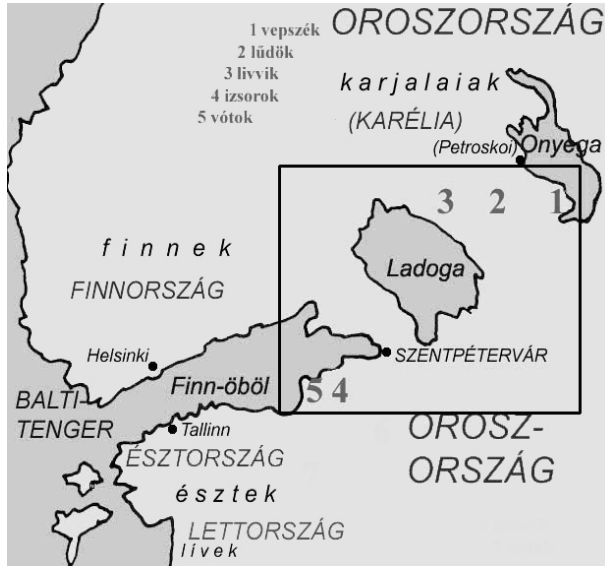 1 vepszék
2 lűdök
3 livvik
4 izsorok
5 vótok
OROSZORSZÁG
karjalaiak
(KARÉLIA)
(Petroskoi)
Onyega
3 2 1
Ladoga
finnek
FINNORSZÁG
Helsinki
SZENTPÉTERVÁR
Finn-öböl
5 4
BALTI-
TENGER
Tallinn
OROSZ-
ORSZÁG
ÉSZTORSZÁG
észtek
LETTORSZÁG
lívek